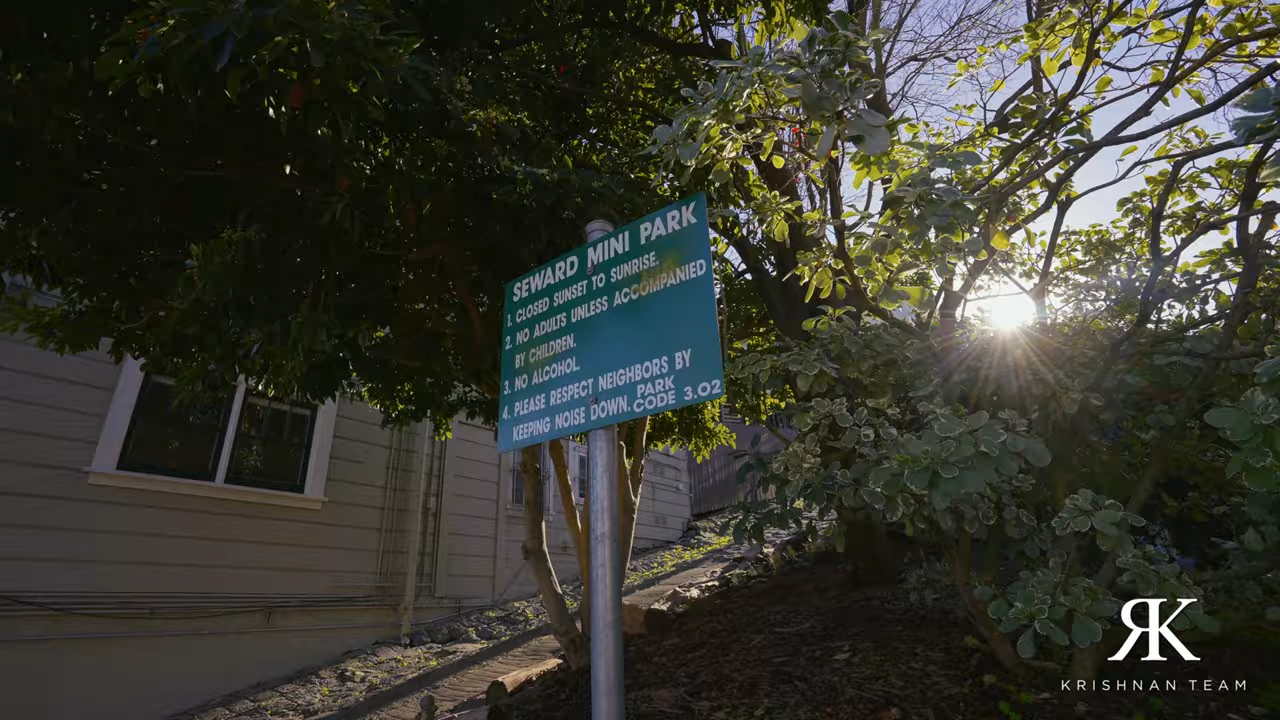 SEWARD MINI PARK
1. CLOSED SUNSET TO SUNRISE.
2. NO ADULTS UNLESS ACCOMPANIED
BY CHILDREN.
3. NO ALCOHOL.
4. PLEASE RESPECT NEIGHBORS BY
KEEPING NOISE DOWN. PARK CODE 3.02
RK
KRISHNAN TEAM